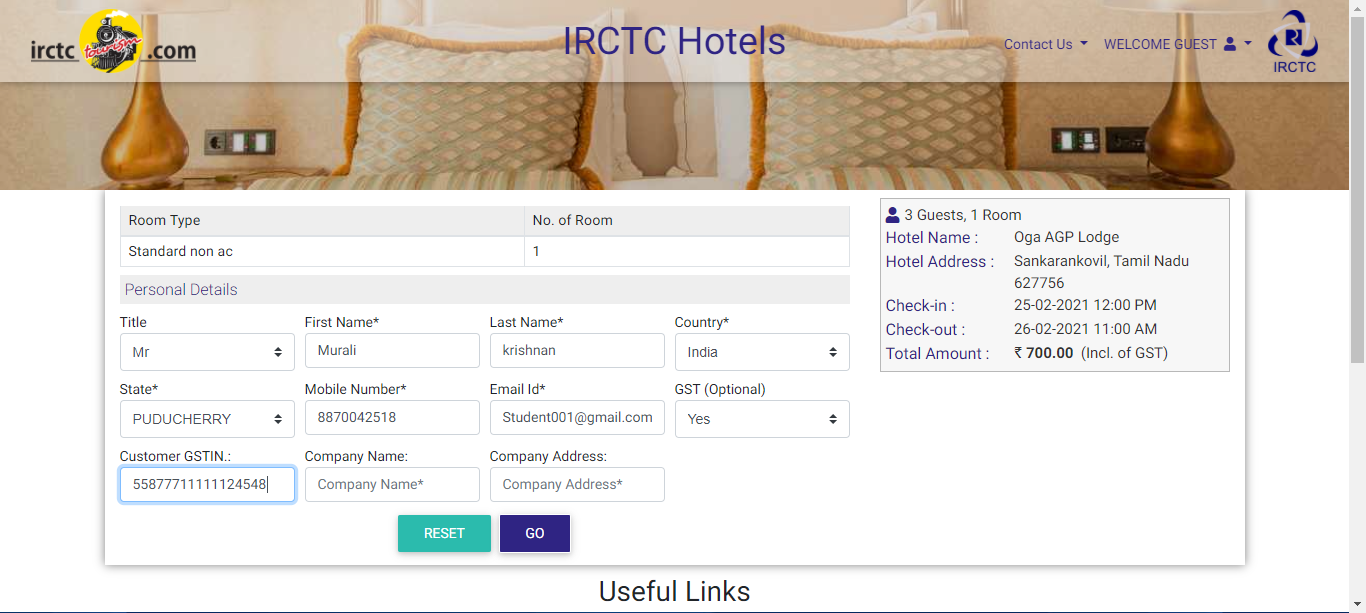 irctc tourism .com
IRCTC Hotels
Contact Us
WELCOME GUEST
IRCTC
Room Type
No. of Room
Standard non ac
1
Personal Details
Title
First Name*
Last Name*
Country*
Mr
Murali
krishnan
India
State*
Mobile Number*
Email Id*
GST (Optional)
PUDUCHERRY
8870042518
Student001@gmail.com
Yes
Customer GSTIN.:
Company Name:
Company Address:
55877711111124548
Company Name*
Company Address*
RESET
GO
3 Guests, 1 Room
Hotel Name : Oga AGP Lodge
Hotel Address : Sankarankovil, Tamil Nadu
627756
Check-in : 25-02-2021 12:00 PM
Check-out : 26-02-2021 11:00 AM
Total Amount : ₹ 700.00 (Incl. of GST)
Useful Links